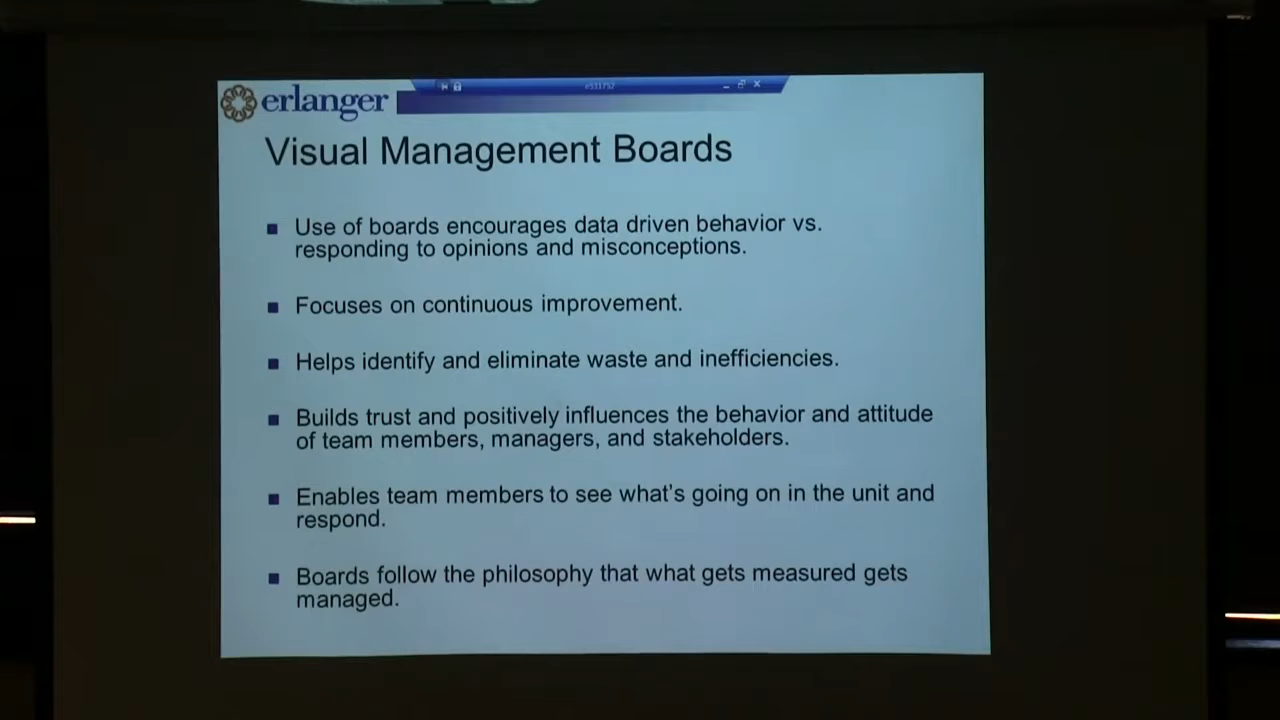 erlanger
Visual Management Boards
Use of boards encourages data driven behavior vs.
responding to opinions and misconceptions.
Focuses on continuous improvement.
Helps identify and eliminate waste and inefficiencies.
Builds trust and positively influences the behavior and attitude
of team members, managers, and stakeholders.
Enables team members to see what's going on in the unit and
respond.
Boards follow the philosophy that what gets measured gets
managed.